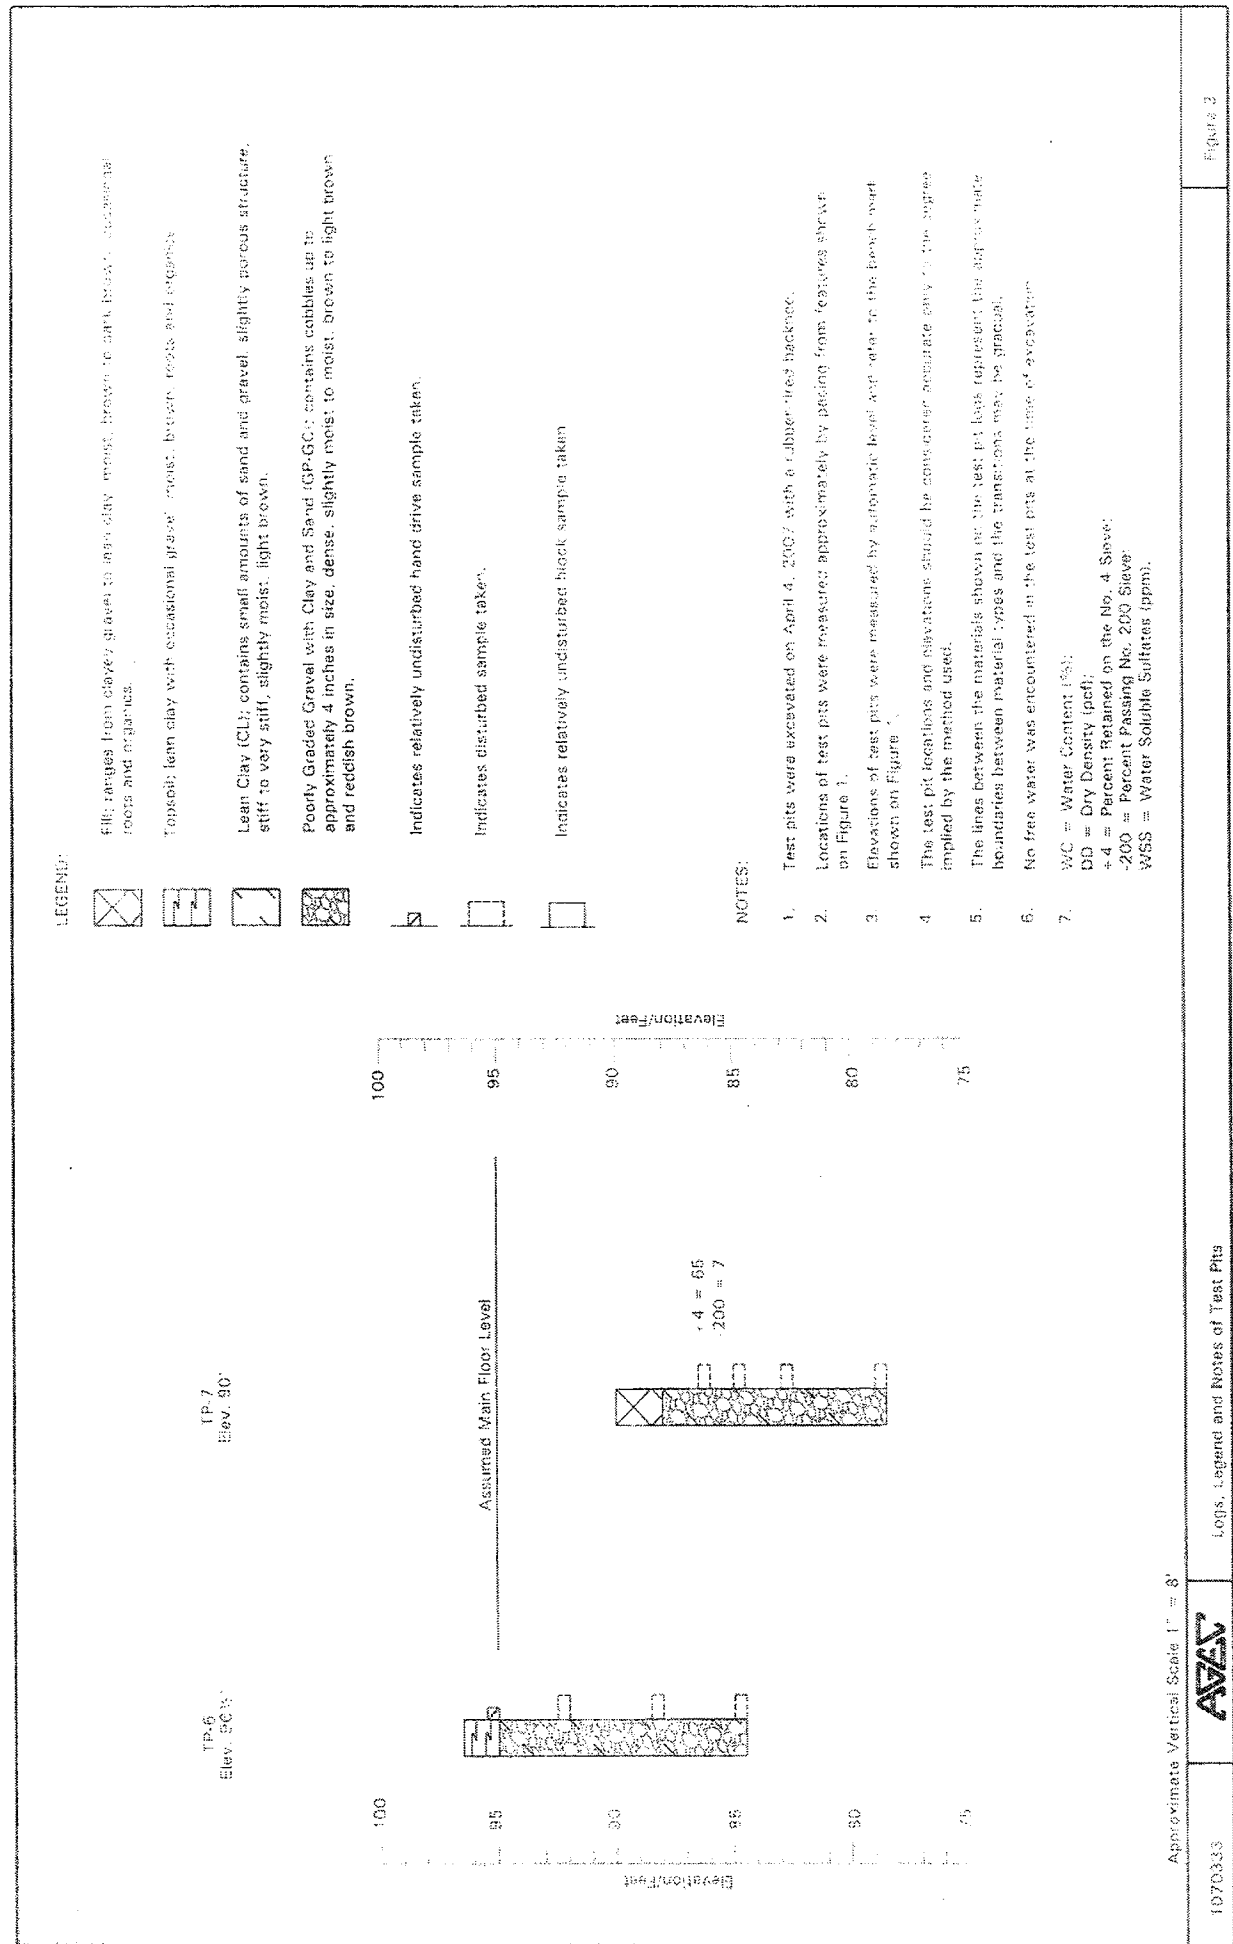 TP-6
Elev.
TP-7
Elev. 90'
Elevation/Feet
100
95
90
85
80
75
Assumed Main Floor Level
+4 = 65
-200 = 7
100
95
90
85
80
75
Elevation/Feet
LEGEND:
Fill; ranges from clayey gravel to lean clay, moist, brown to dark brown, occasional
roots and organics.
Topsoil; lean clay with occasional gravel, moist, brown, roots and organics.
Lean Clay (CL); contains small amounts of sand and gravel, slightly porous structure,
stiff to very stiff, slightly moist, light brown.
Poorly Graded Gravel with Clay and Sand (GP-GC); contains cobbles up to
approximately 4 inches in size, dense, slightly moist to moist, brown to light brown
and reddish brown.
Indicates relatively undisturbed hand drive sample taken.
Indicates disturbed sample taken.
Indicates relatively undisturbed block sample taken
NOTES:
1. Test pits were excavated on April 4, 2007 with a rubber-tired backhoe.
2. Locations of test pits were measured approximately by pacing from features shown
on Figure 1.
3. Elevations of test pits were measured by automatic level and refer to the bench mark
shown on Figure 1.
4. The test pit locations and elevations should be considered accurate only to the degree
implied by the method used.
5. The lines between the materials shown on the test pit logs represent the approximate
boundaries between material types and the transitions may be gradual.
6. No free water was encountered in the test pits at the time of excavation.
7. WC = Water Content (%);
DD = Dry Density (pcf);
+4 = Percent Retained on the No. 4 Sieve;
-200 = Percent Passing No. 200 Sieve;
WSS = Water Soluble Sulfates (ppm).
Approximate Vertical Scale 1" = 8'
1070333
AGEC
Logs, Legend and Notes of Test Pits
Figure 3